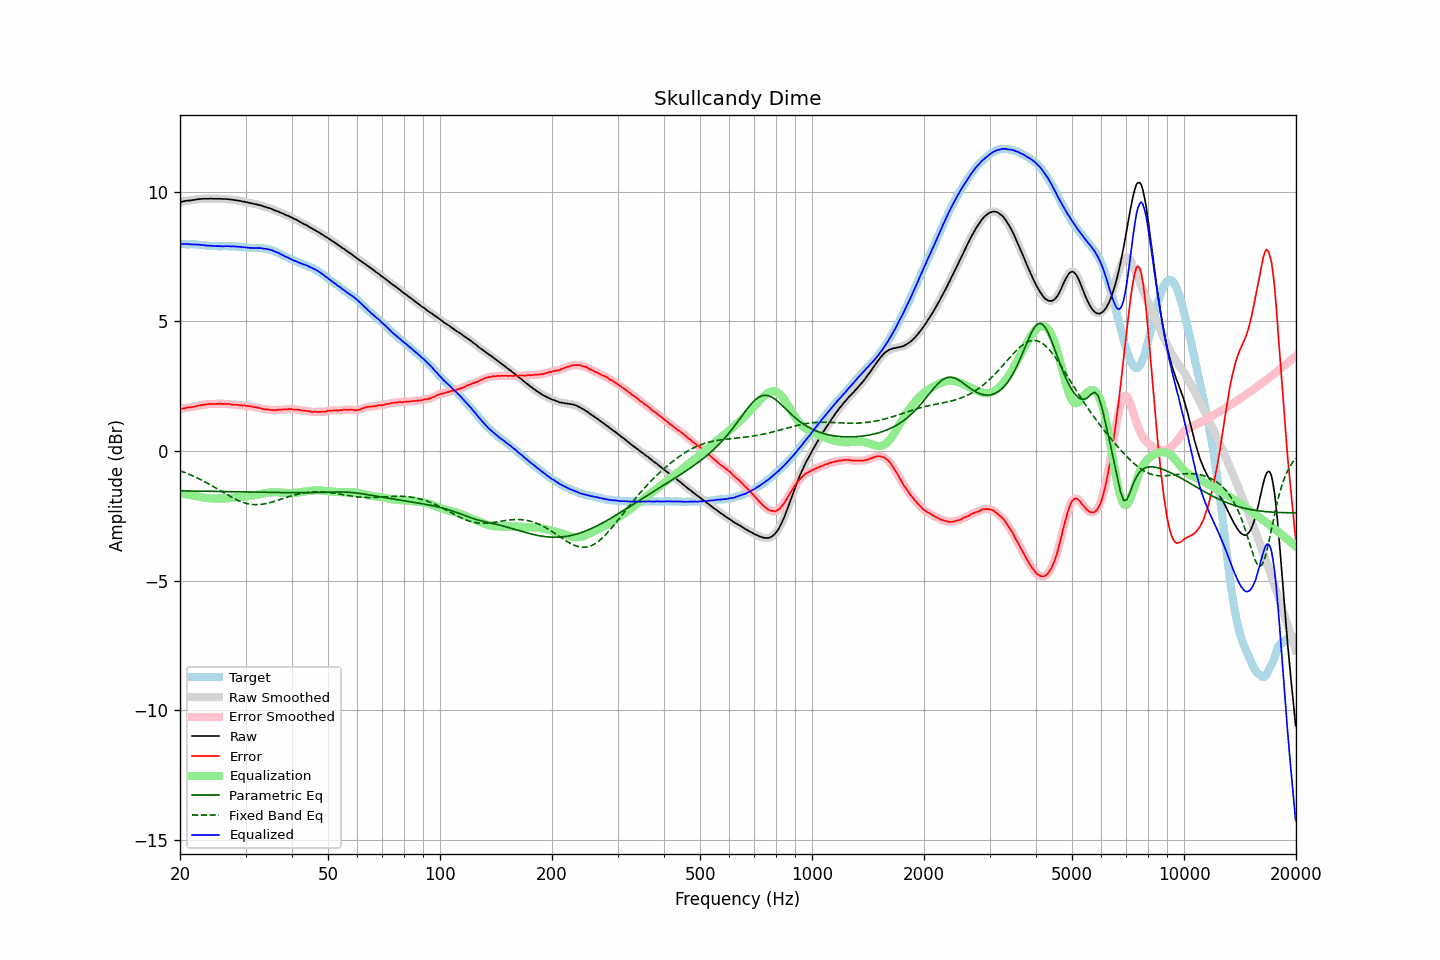 Skullcandy Dime
Amplitude (dBr)
10
5
0
−5
−10
−15
Target
Raw Smoothed
Error Smoothed
Raw
Error
Equalization
Parametric Eq
Fixed Band Eq
Equalized
20 50 100 200 500 1000 2000 5000 10000 20000
Frequency (Hz)